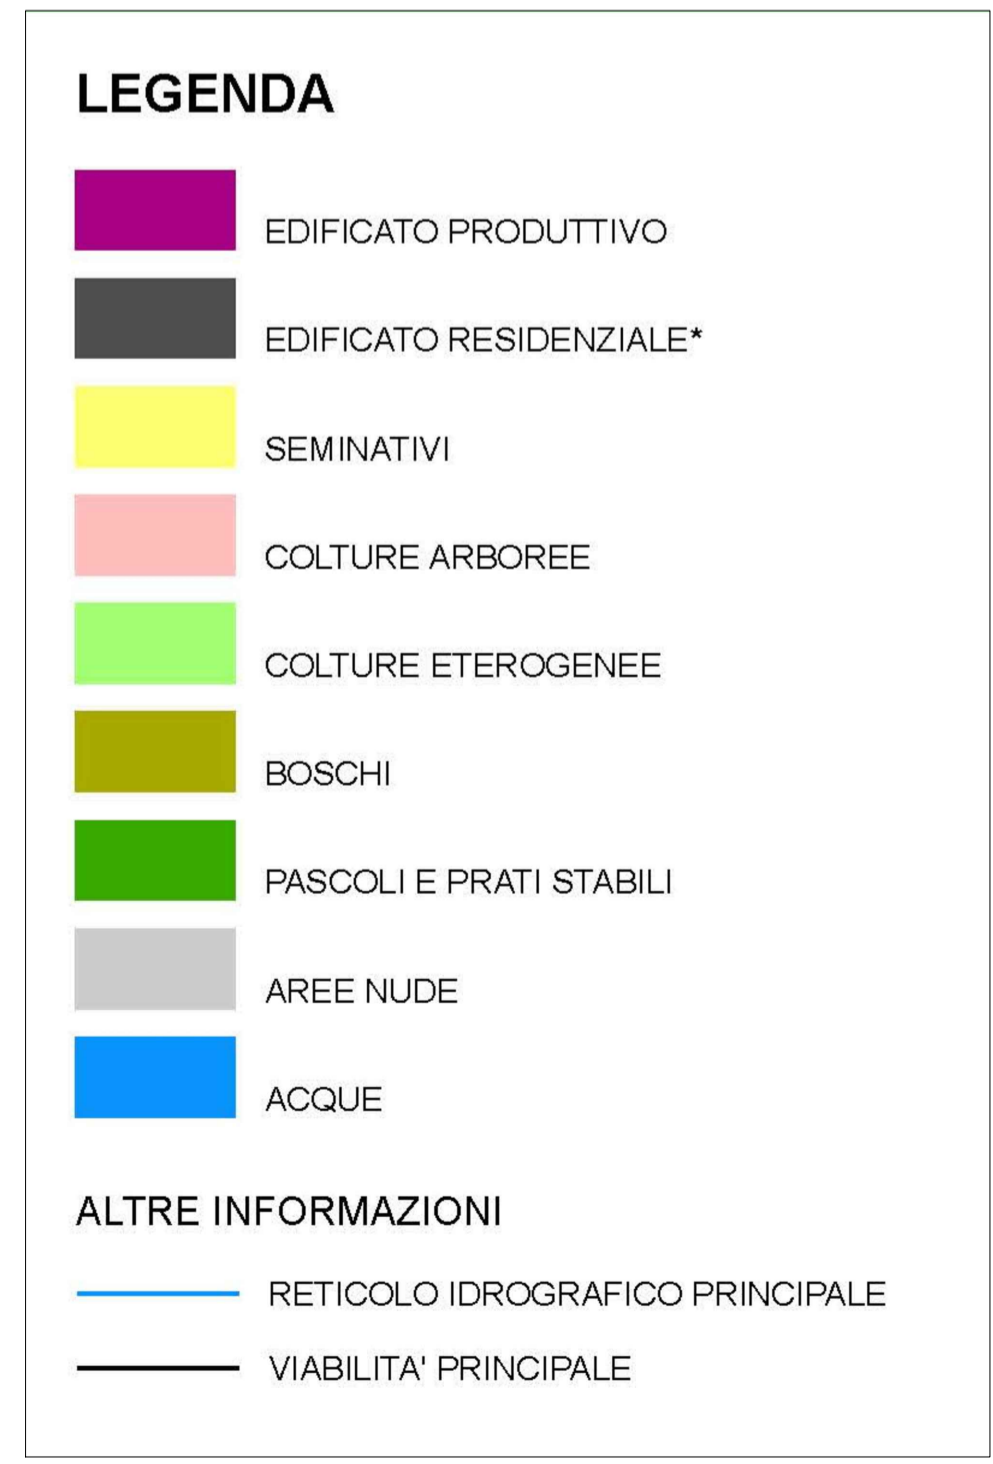 LEGENDA
EDIFICATO PRODUTTIVO
EDIFICATO RESIDENZIALE*
SEMINATIVI
COLTURE ARBOREE
COLTURE ETEROGENEE
BOSCHI
PASCOLI E PRATI STABILI
AREE NUDE
ACQUE
ALTRE INFORMAZIONI
RETICOLO IDROGRAFICO PRINCIPALE
VIABILITA' PRINCIPALE